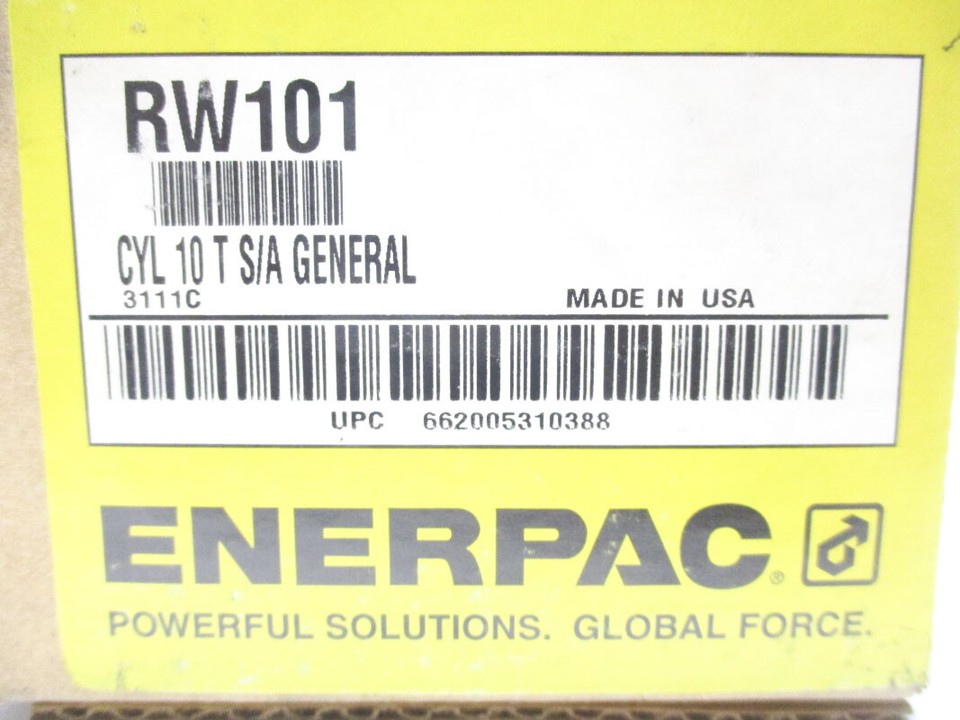 RW101
CYL 10 T S/A GENERAL
3111C MADE IN USA
UPC 662005310388
ENERPAC®
POWERFUL SOLUTIONS. GLOBAL FORCE.